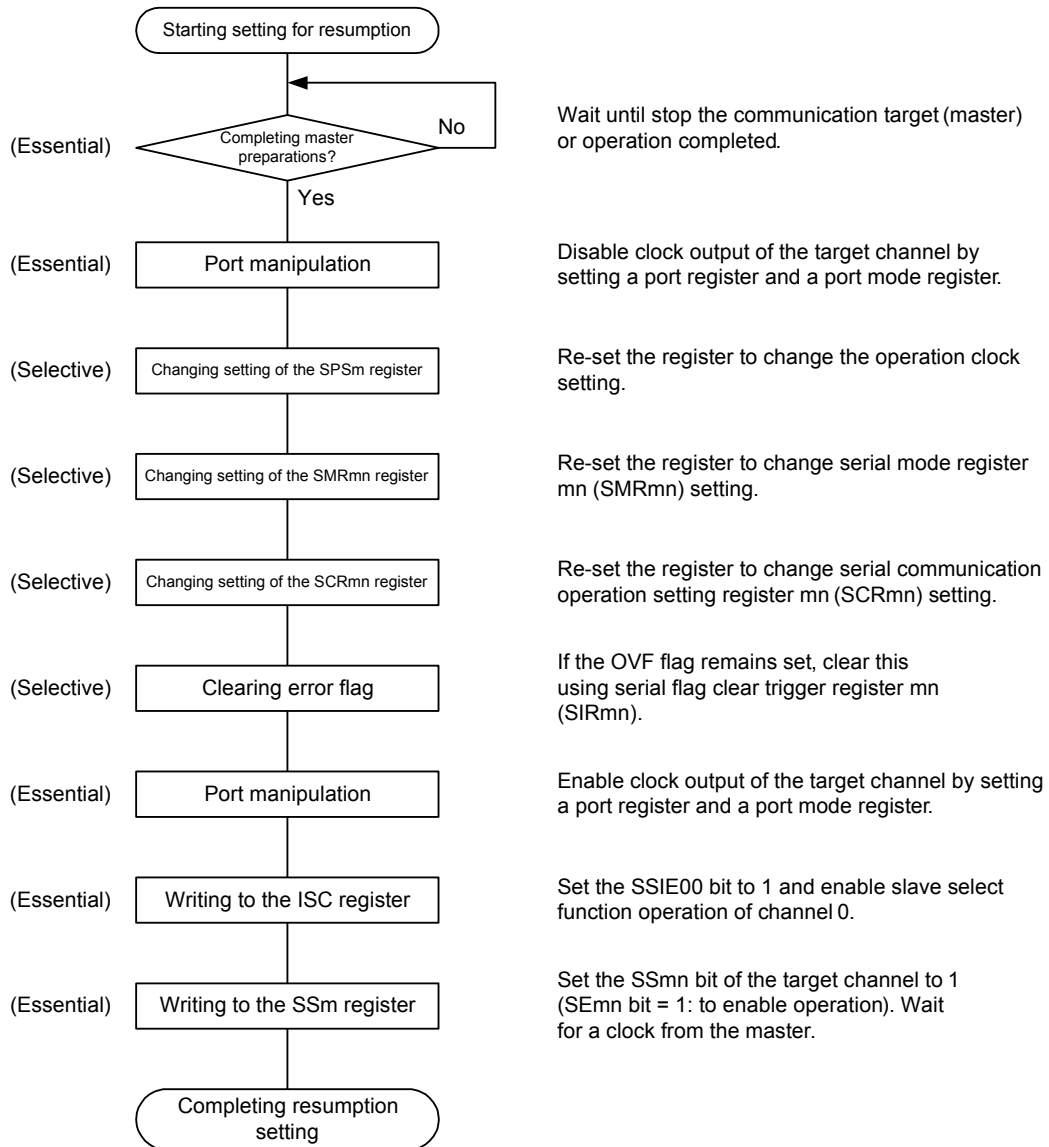 Starting setting for resumption
(Essential)
Completing master
preparations?
No
Yes
Wait until stop the communication target (master)
or operation completed.
(Essential)
Port manipulation
Disable clock output of the target channel by
setting a port register and a port mode register.
(Selective)
Changing setting of the SPSm register
Re-set the register to change the operation clock
setting.
(Selective)
Changing setting of the SMRmn register
Re-set the register to change serial mode register
mn (SMRmn) setting.
(Selective)
Changing setting of the SCRmn register
Re-set the register to change serial communication
operation setting register mn (SCRmn) setting.
(Selective)
Clearing error flag
If the OVF flag remains set, clear this
using serial flag clear trigger register mn
(SIRmn).
(Essential)
Port manipulation
Enable clock output of the target channel by setting
a port register and a port mode register.
(Essential)
Writing to the ISC register
Set the SSIE00 bit to 1 and enable slave select
function operation of channel 0.
(Essential)
Writing to the SSm register
Set the SSmn bit of the target channel to 1
(SEmn bit = 1: to enable operation). Wait
for a clock from the master.
Completing resumption
setting